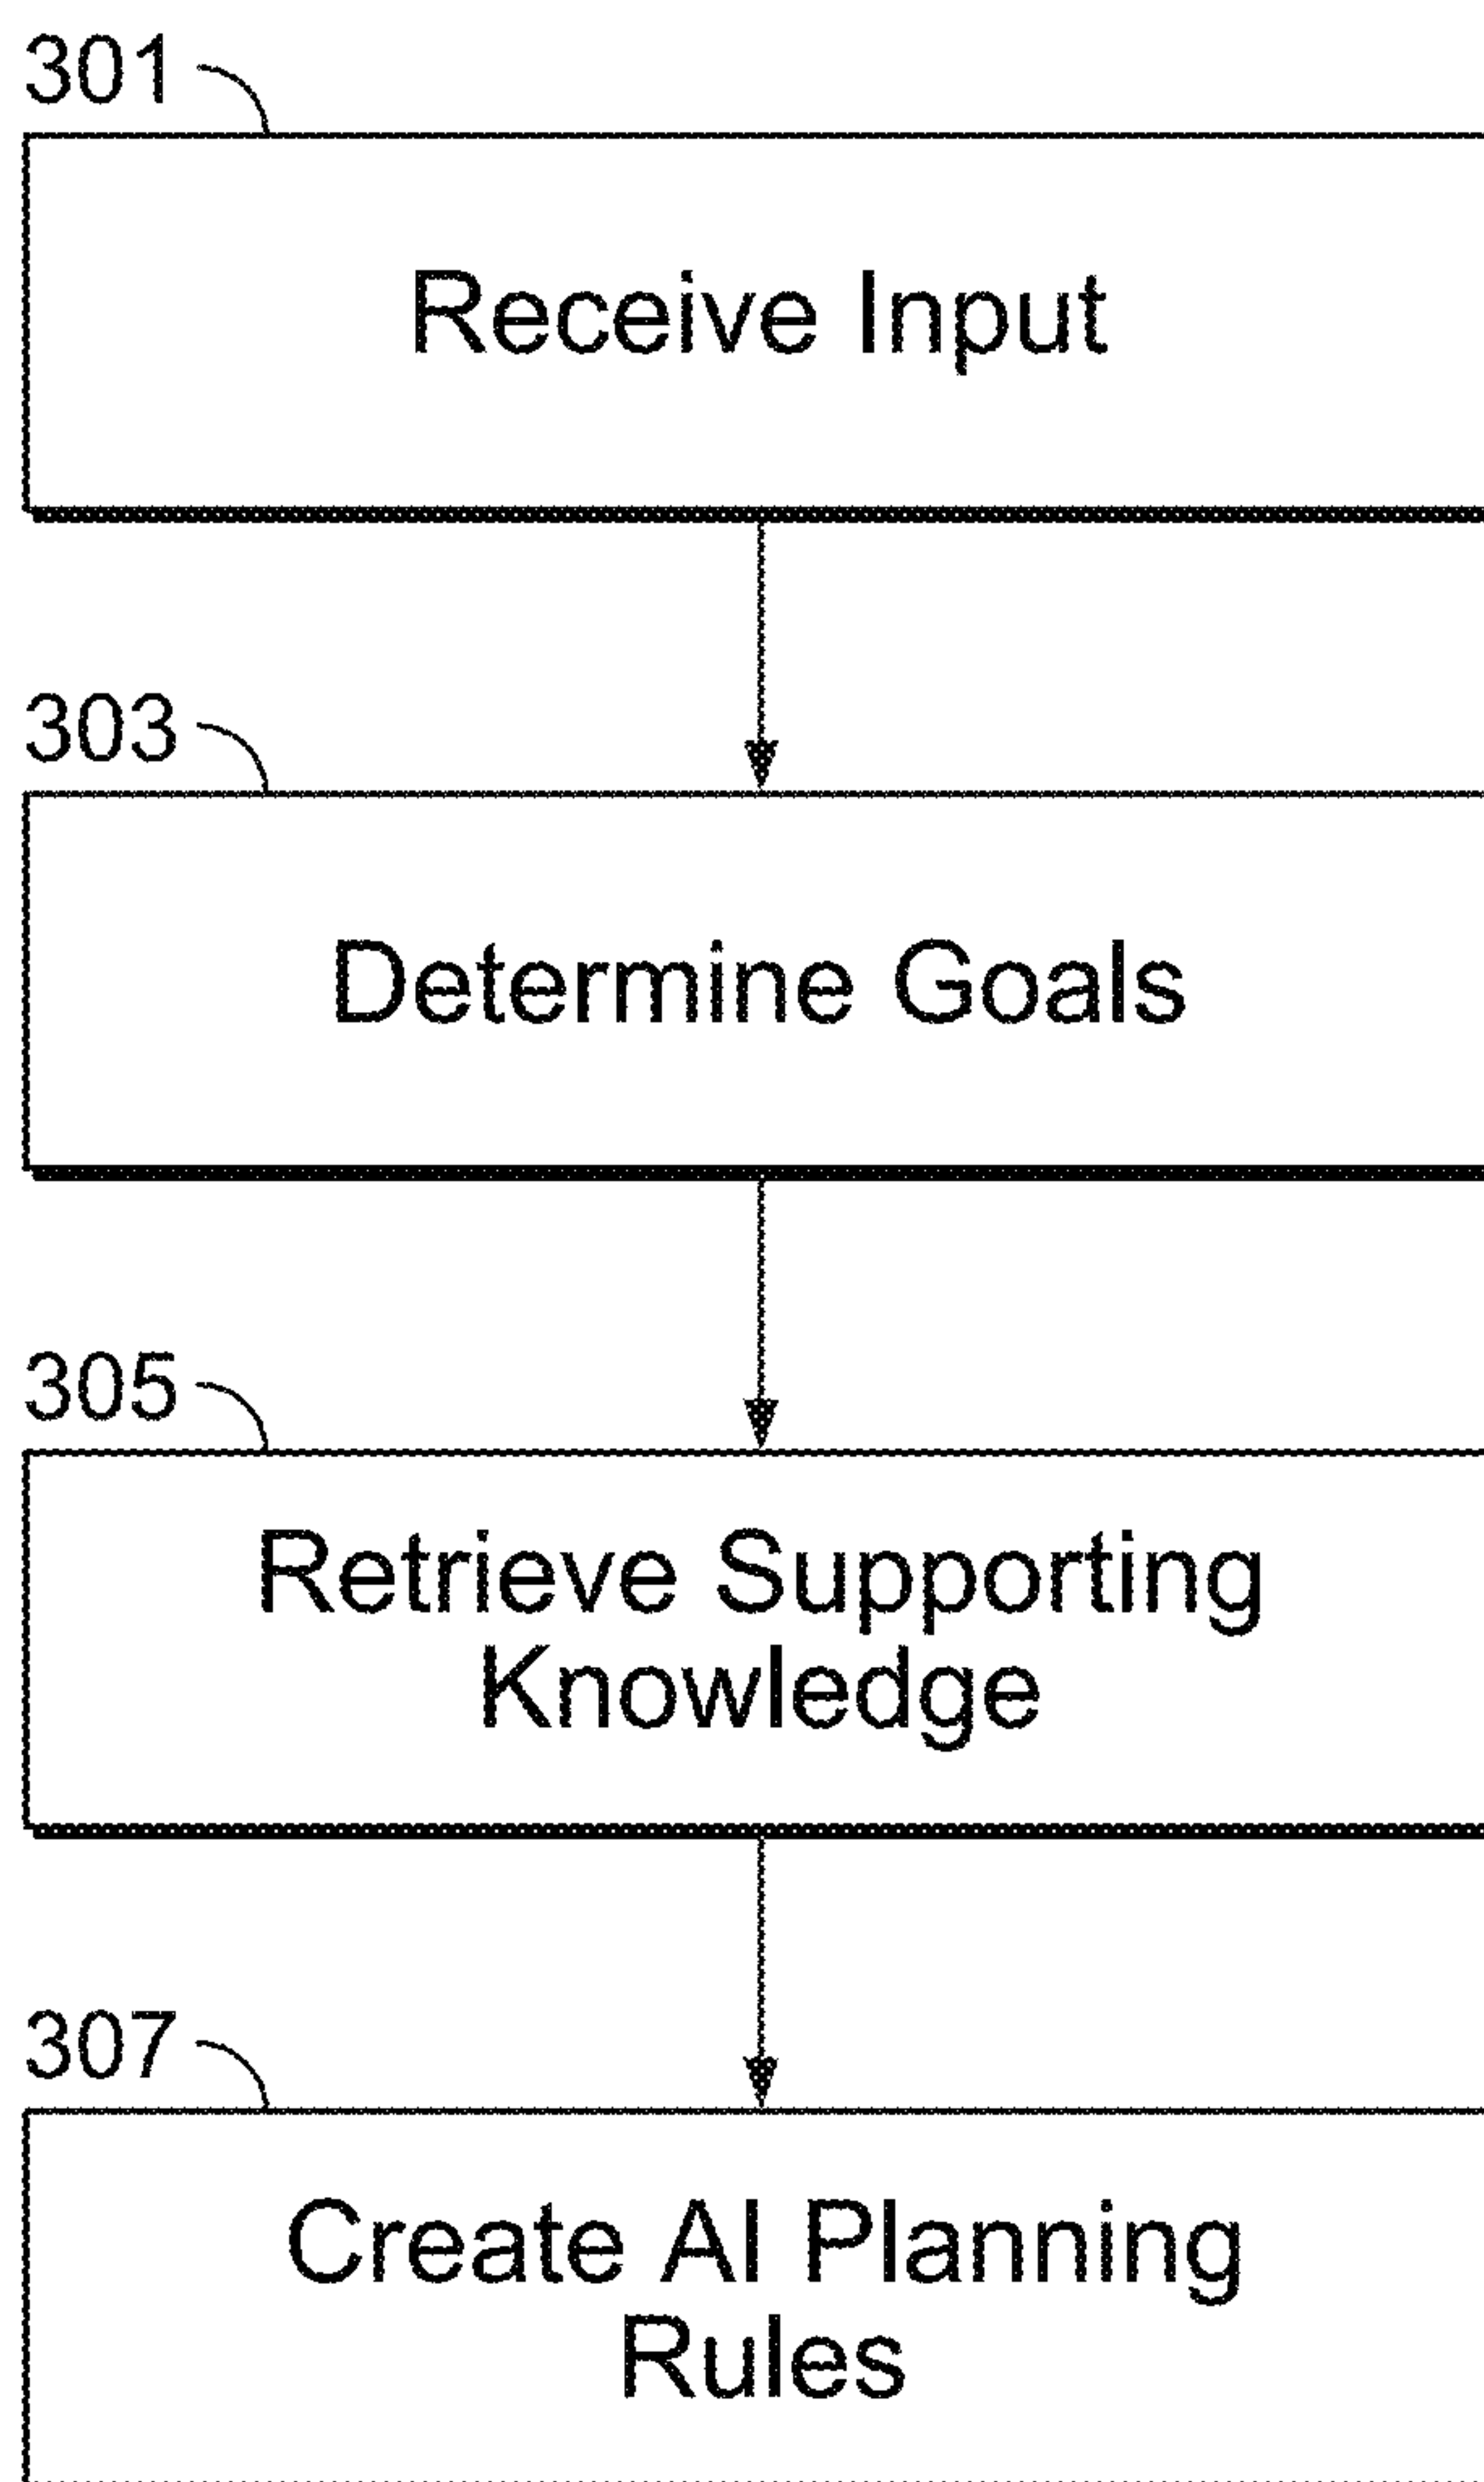 301
Receive Input
303
Determine Goals
305
Retrieve Supporting
Knowledge
307
Create AI Planning
Rules